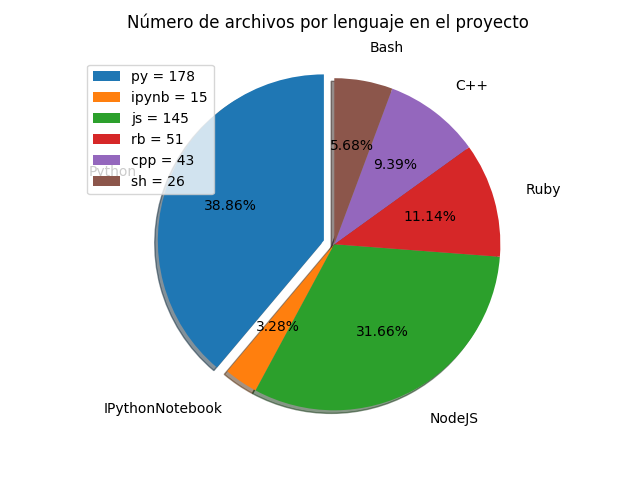 Número de archivos por lenguaje en el proyecto
py = 178
ipynb = 15
js = 145
rb = 51
cpp = 43
sh = 26
Bash
C++
Python
Ruby
IPythonNotebook
NodeJS
5.68%
9.39%
38.86%
11.14%
3.28%
31.66%